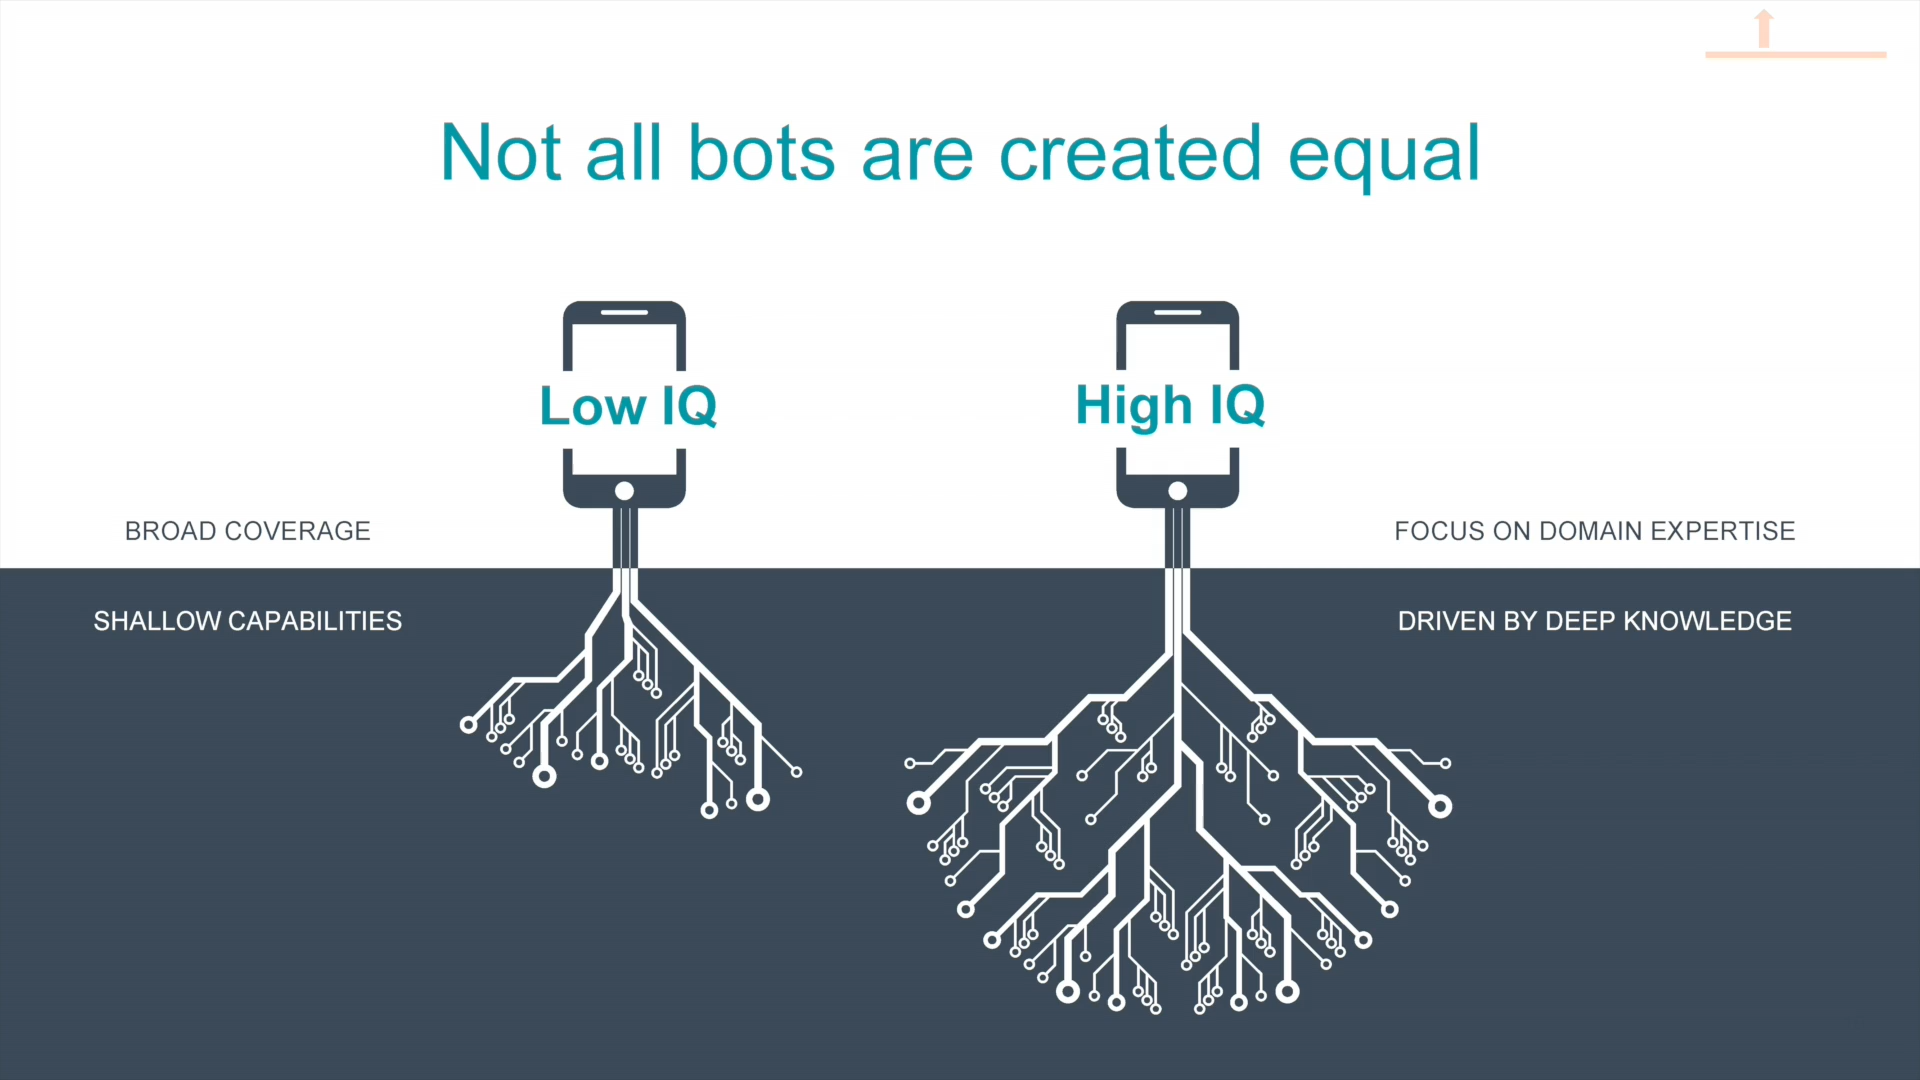 Not all bots are created equal
Low IQ
High IQ
BROAD COVERAGE
FOCUS ON DOMAIN EXPERTISE
SHALLOW CAPABILITIES
DRIVEN BY DEEP KNOWLEDGE